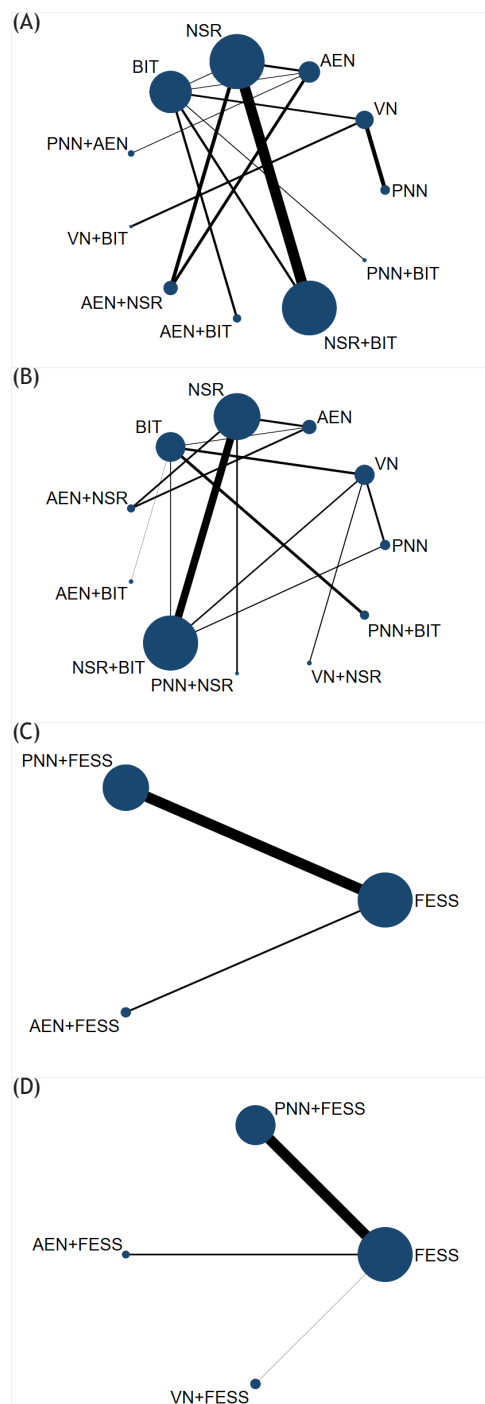 (A)
NSR
AEN
BIT
VN
PNN+AEN
PNN
VN+BIT
PNN+BIT
AEN+NSR
AEN+BIT
NSR+BIT
(B)
NSR
AEN
BIT
VN
AEN+NSR
PNN
AEN+BIT
PNN+BIT
NSR+BIT
PNN+NSR
VN+NSR
(C)
PNN+FESS
FESS
AEN+FESS
(D)
PNN+FESS
AEN+FESS
FESS
VN+FESS